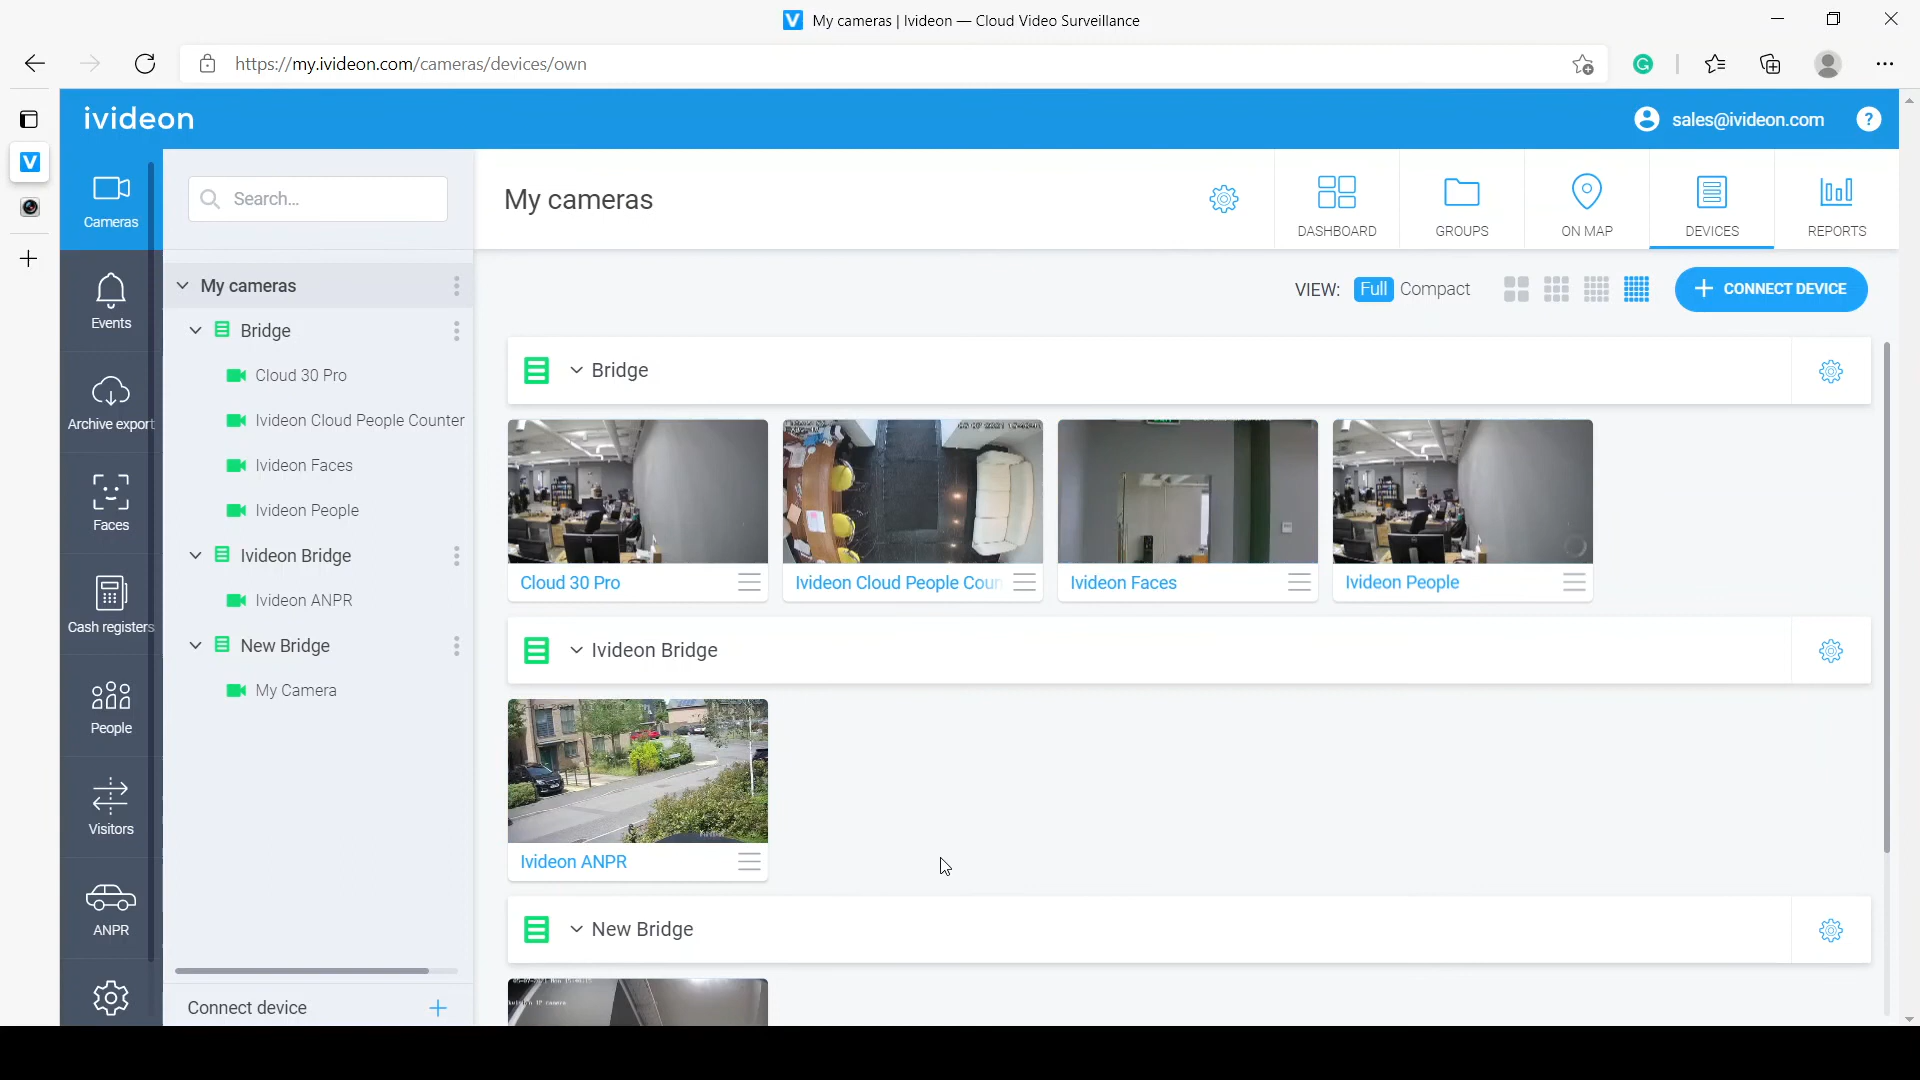 My cameras | Ivideon — Cloud Video Surveillance
https://my.ivideon.com/cameras/devices/own
ivideon
sales@ivideon.com
?
Cameras
Events
Archive export
Faces
Cash registers
People
Visitors
ANPR
Search...
My cameras
Bridge
Cloud 30 Pro
Ivideon Cloud People Counter
Ivideon Faces
Ivideon People
Ivideon Bridge
Ivideon ANPR
New Bridge
My Camera
Connect device
My cameras
DASHBOARD
GROUPS
ON MAP
DEVICES
REPORTS
VIEW: Full Compact
CONNECT DEVICE
Bridge
Cloud 30 Pro
Ivideon Cloud People Coun
Ivideon Faces
Ivideon People
Ivideon Bridge
Ivideon ANPR
New Bridge